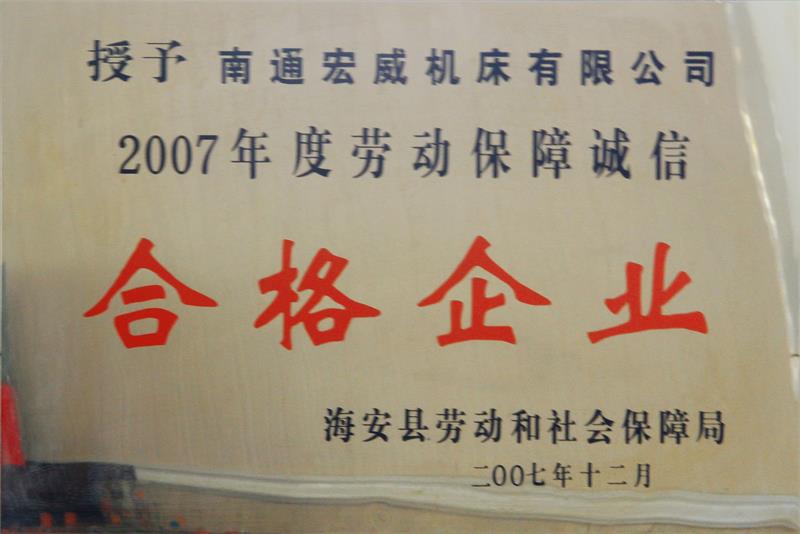 授予 南通宏威机床有限公司
2007年度劳动保障诚信
合格企业
海安县劳动和社会保障局
二00七年十二月